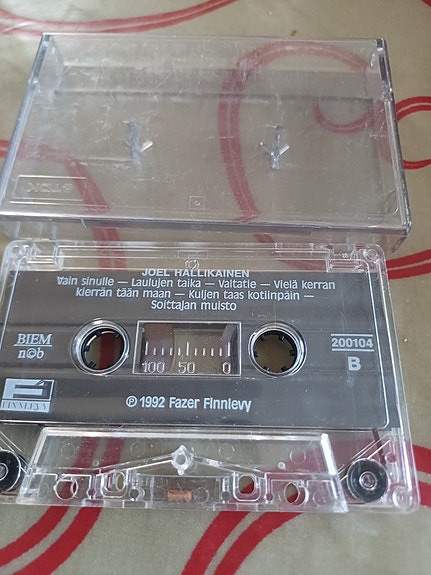 TDK
JOEL HALLIKAINEN
Vain sinulle — Laulujen taika — Valtatie — Vielä kerran
kierrän tään maan — Kuljen taas kotiinpäin —
Soittajan muisto
BIEM
n©b
200104
B
100 50 0
FINNLEVY
℗ 1992 Fazer Finnlevy